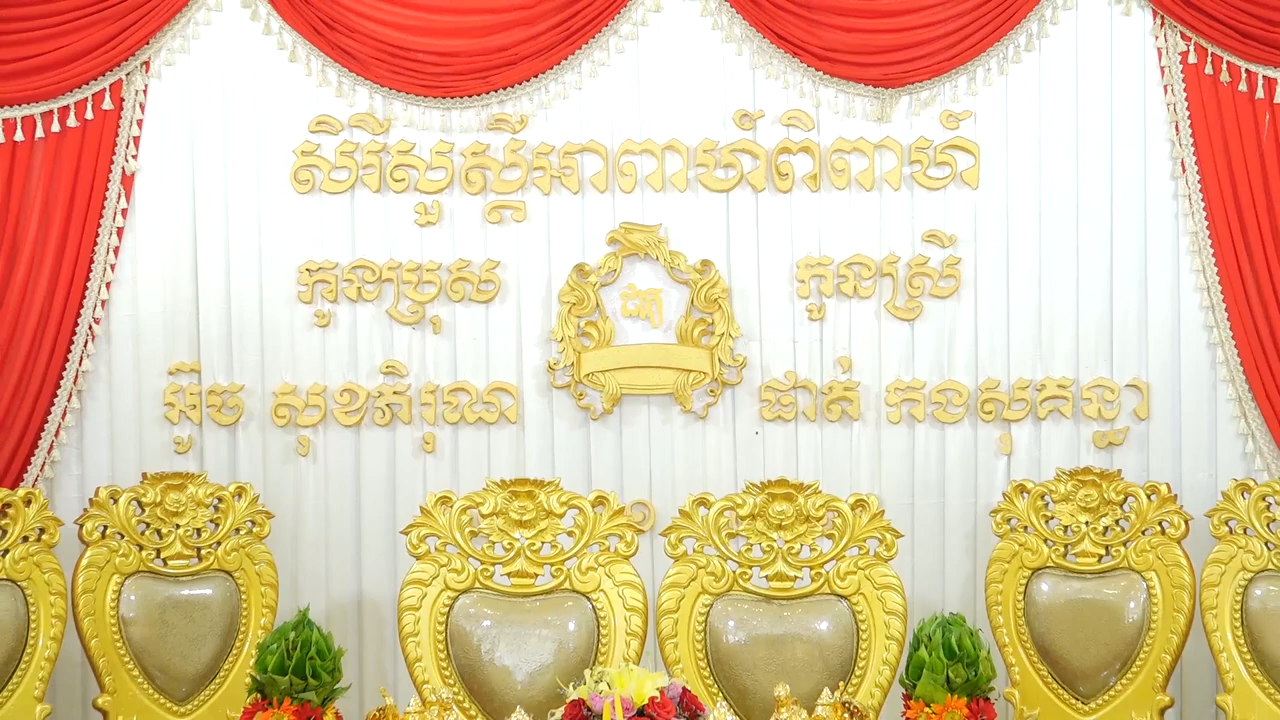 សិរីសួស្តីអាពាហ៍ពិពាហ៍
កូនប្រុស
កូនស្រី
អ៊ូច សុខភិរុណ
ផាត់ កងសុគន្ធា